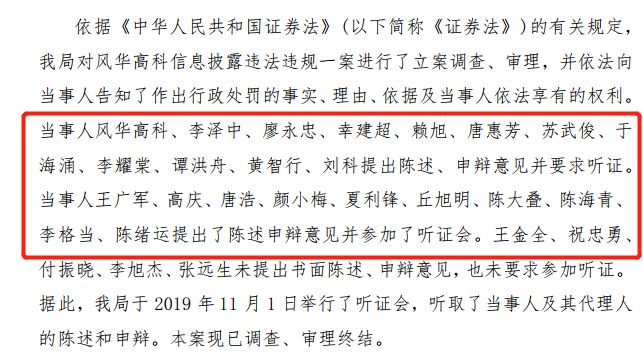 依据《中华人民共和国证券法》(以下简称《证券法》)的有关规定，
我局对风华高科信息披露违法违规一案进行了立案调查、审理，并依法向
当事人告知了作出行政处罚的事实、理由、依据及当事人依法享有的权利。
当事人风华高科、李泽中、廖永忠、幸建超、赖旭、唐惠芳、苏武俊、于
海涌、李耀棠、谭洪舟、黄智行、刘科提出陈述、申辩意见并要求听证。
当事人王广军、高庆、唐浩、颜小梅、夏利锋、丘旭明、陈大叠、陈海青、
李格当、陈绪运提出了陈述申辩意见并参加了听证会。王金全、祝忠勇、
付振晓、李旭杰、张远生未提出书面陈述、申辩意见，也未要求参加听证。
据此，我局于 2019 年 11 月 1 日举行了听证会，听取了当事人及其代理人
的陈述和申辩。本案现已调查、审理终结。